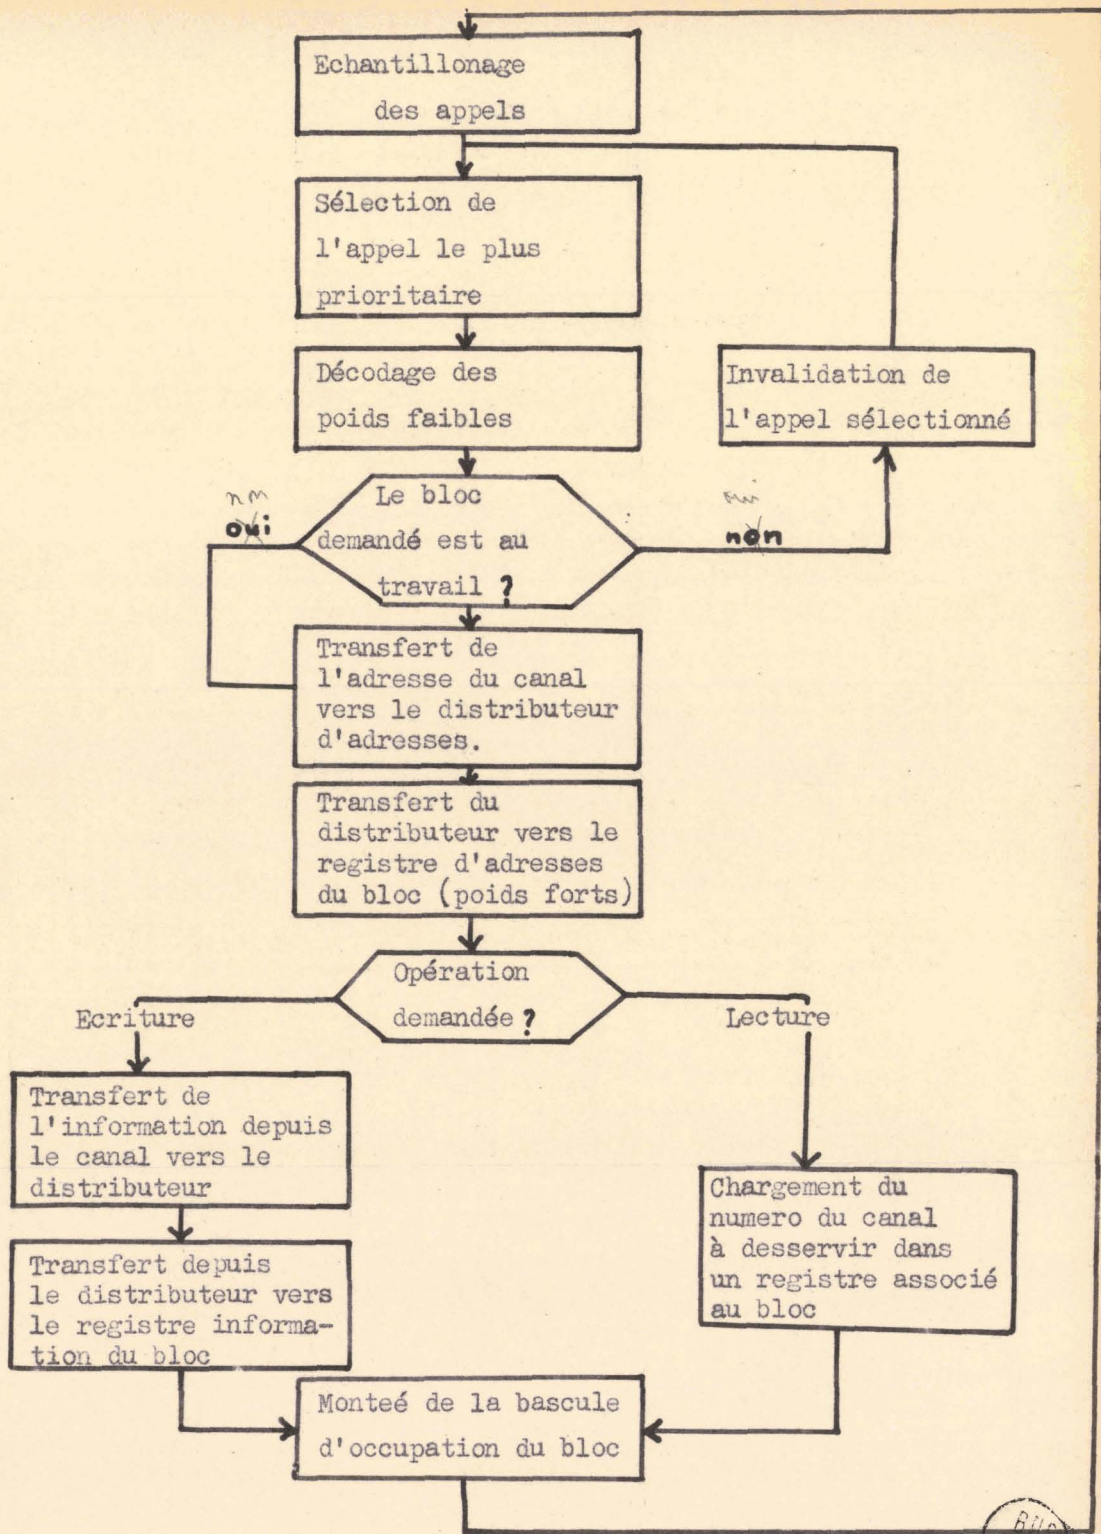 Echantillonage
des appels
Sélection de
l'appel le plus
prioritaire
Décodage des
poids faibles
Invalidation de
l'appel sélectionné
non
oui
Le bloc
demandé est au
travail ?
oui
non
Transfert de
l'adresse du canal
vers le distributeur
d'adresses.
Transfert du
distributeur vers le
registre d'adresses
du bloc (poids forts)
Opération
demandée ?
Ecriture
Lecture
Transfert de
l'information depuis
le canal vers le
distributeur
Transfert depuis
le distributeur vers
le registre informa-
tion du bloc
Chargement du
numero du canal
à desservir dans
un registre associé
au bloc
Monteé de la bascule
d'occupation du bloc